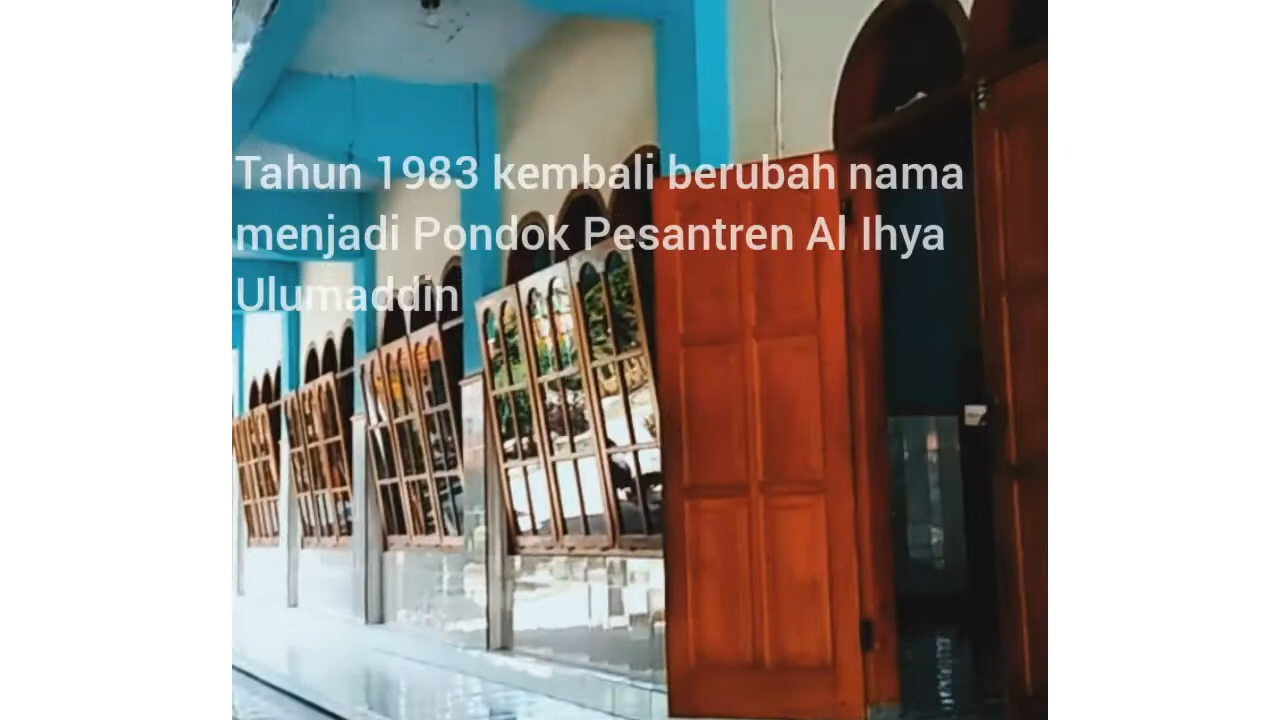 Tahun 1983 kembali berubah nama
menjadi Pondok Pesantren Al Ihya
Ulumaddin